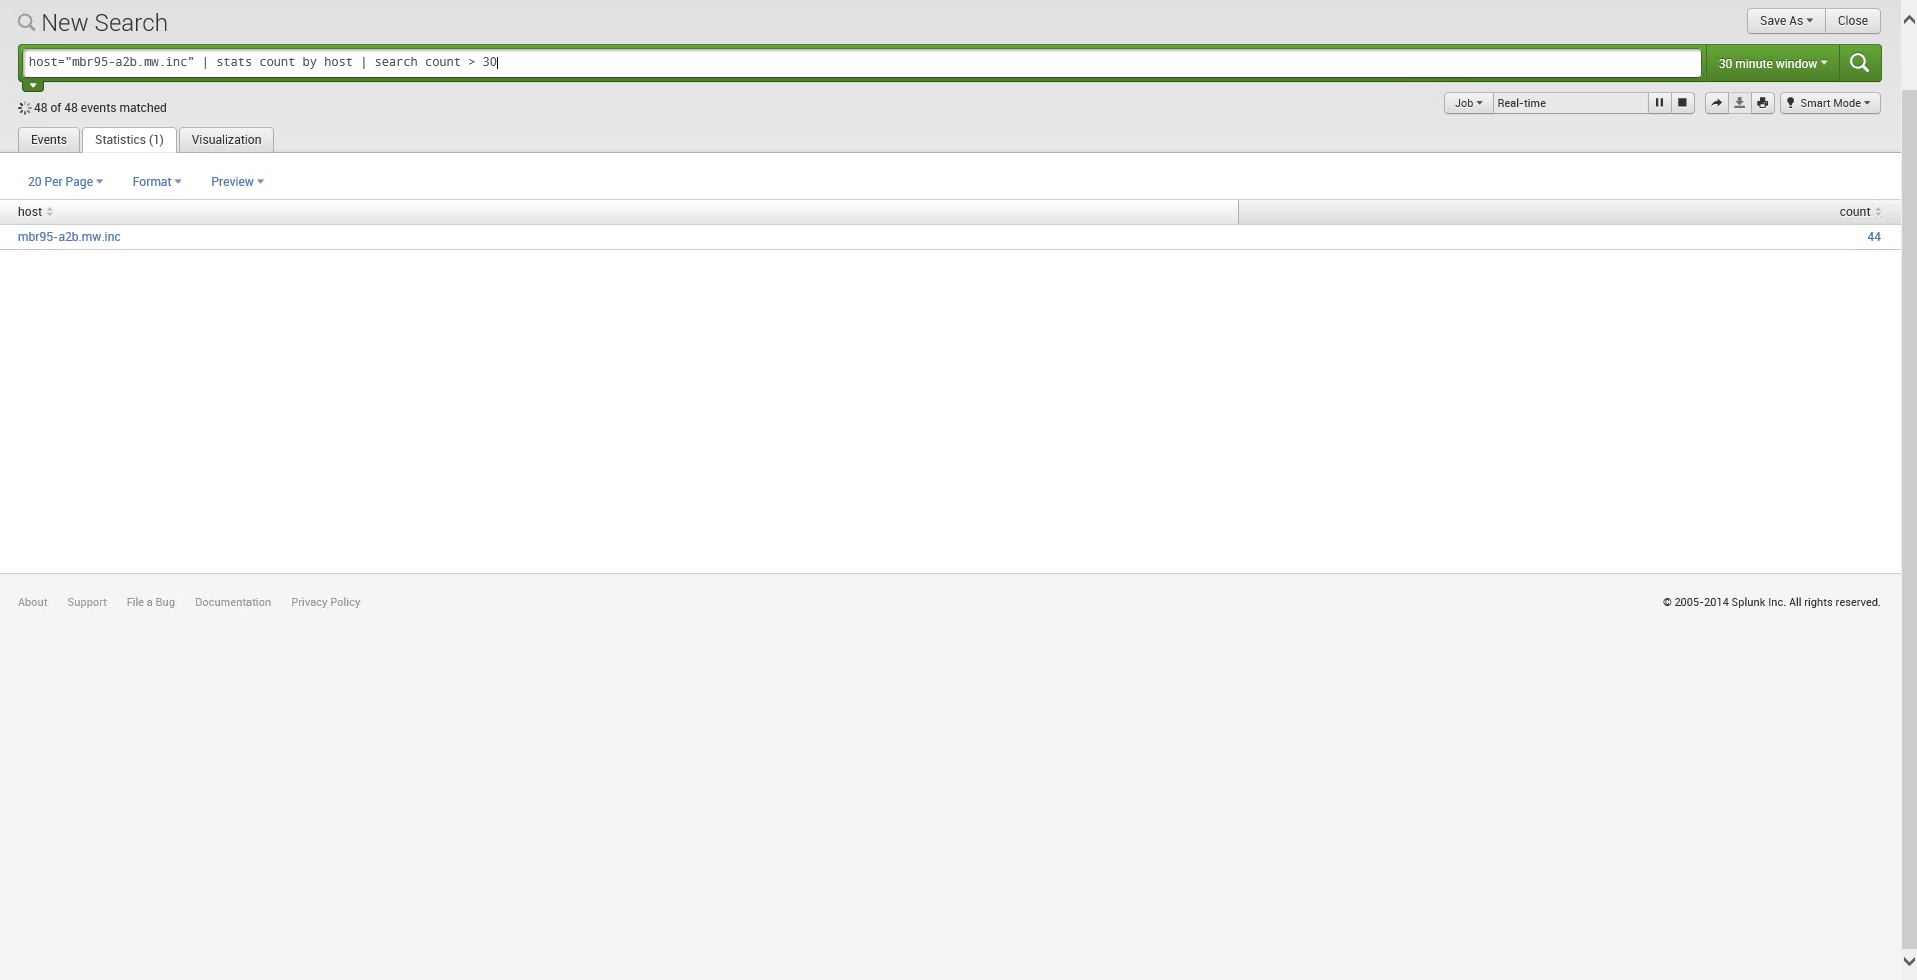 New Search
Save As Close
host="mbr95-a2b.mw.inc" | stats count by host | search count > 30
30 minute window
48 of 48 events matched
Job Real-time Smart Mode
Events Statistics (1) Visualization
20 Per Page Format Preview
host count
mbr95-a2b.mw.inc 44
About Support File a Bug Documentation Privacy Policy
© 2005-2014 Splunk Inc. All rights reserved.